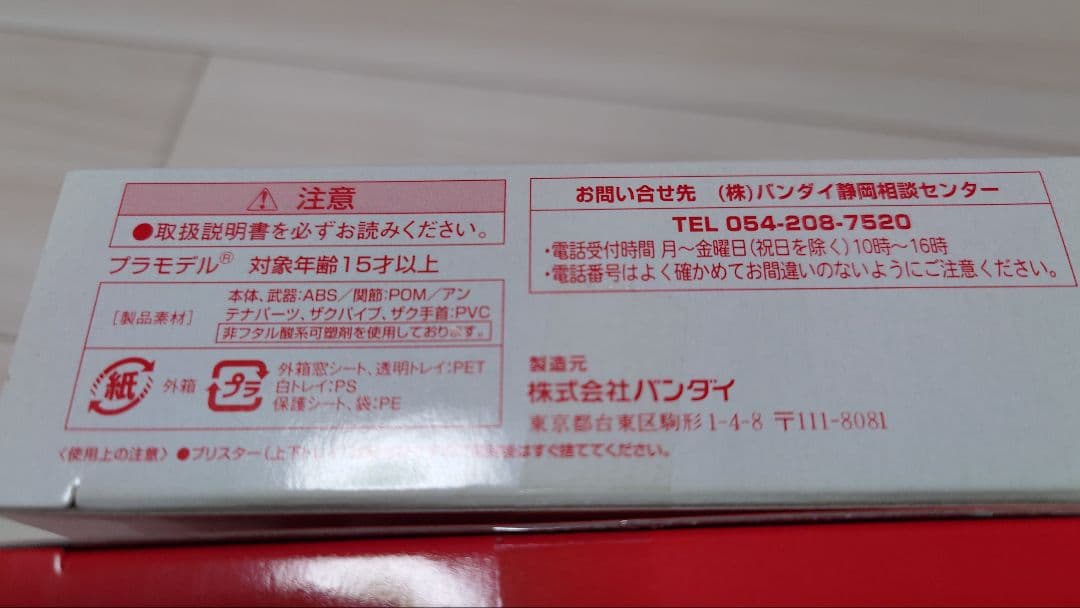 注意
●取扱説明書を必ずお読みください。
プラモデル® 対象年齢15才以上
[製品素材]
本体、武器:ABS/関節:POM/アン
テナパーツ、ザクパイプ、ザク手首:PVC
非フタル酸系可塑剤を使用しております。
紙 外箱
プラ
外箱窓シート、透明トレイ:PET
白トレイ:PS
保護シート、袋:PE
〈使用上の注意〉●ブリスター(上下トレイ)
後はすぐ捨ててください。
お問い合せ先 (株)バンダイ静岡相談センター
TEL 054-208-7520
・電話受付時間 月〜金曜日(祝日を除く)10時〜16時
・電話番号はよく確かめてお間違いのないようにご注意ください。
製造元
株式会社バンダイ
東京都台東区駒形1-4-8 〒111-8081